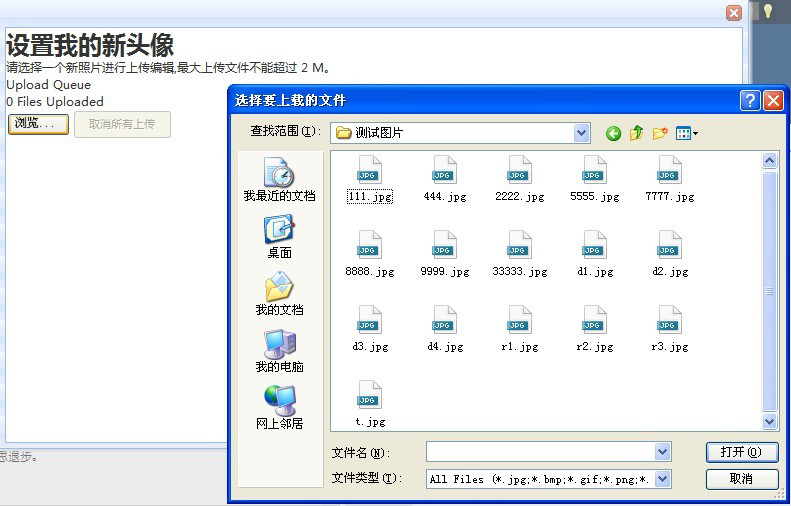 设置我的新头像
请选择一个新照片进行上传编辑,最大上传文件不能超过 2 M。
Upload Queue
0 Files Uploaded
浏览... 取消所有上传
思退步。
选择要上载的文件
查找范围(I): 测试图片
我最近的文档
桌面
我的文档
我的电脑
网上邻居
111.jpg 444.jpg 2222.jpg 5555.jpg 7777.jpg
8888.jpg 9999.jpg 33333.jpg d1.jpg d2.jpg
d3.jpg d4.jpg r1.jpg r2.jpg r3.jpg
t.jpg
文件名(N): 打开(O)
文件类型(T): All Files (*.jpg;*.bmp;*.gif;*.png;*. 取消